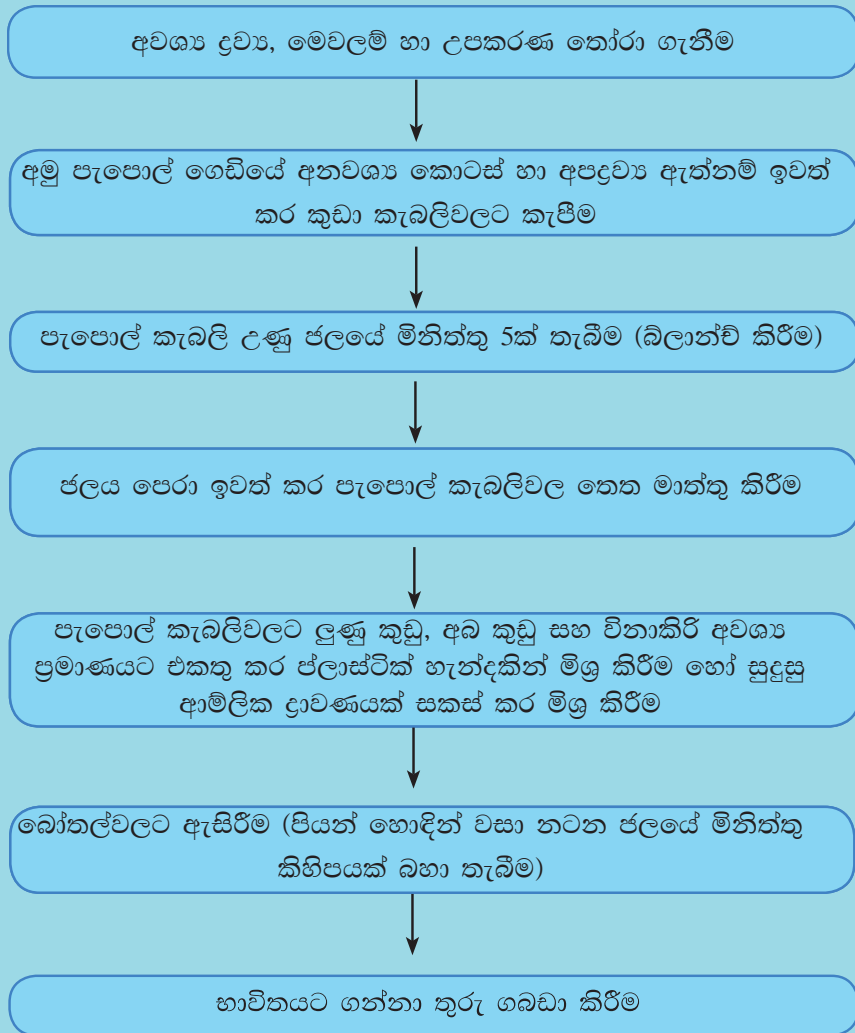 අවශ්‍ය ද්‍රව්‍ය, මෙවලම් හා උපකරණ තෝරා ගැනීම
අමු පැපොල් ගෙඩියේ අනවශ්‍ය කොටස් හා අපද්‍රව්‍ය ඇත්නම් ඉවත්
කර කුඩා කැබලිවලට කැපීම
පැපොල් කැබලි උණු ජලයේ මිනිත්තු 5ක් තැබීම (බ්ලාන්ච් කිරීම)
ජලය පෙරා ඉවත් කර පැපොල් කැබලිවල තෙත මාත්තු කිරීම
පැපොල් කැබලිවලට ලුණු කුඩු, අබ කුඩු සහ විනාකිරි අවශ්‍ය
ප්‍රමාණයට එකතු කර ප්ලාස්ටික් හැන්දකින් මිශ්‍ර කිරීම හෝ සුදුසු
ආම්ලික ද්‍රාවණයක් සකස් කර මිශ්‍ර කිරීම
බෝතල්වලට ඇසිරීම (පියන් හොඳින් වසා නටන ජලයේ මිනිත්තු
කිහිපයක් බහා තැබීම)
භාවිතයට ගන්නා තුරු ගබඩා කිරීම